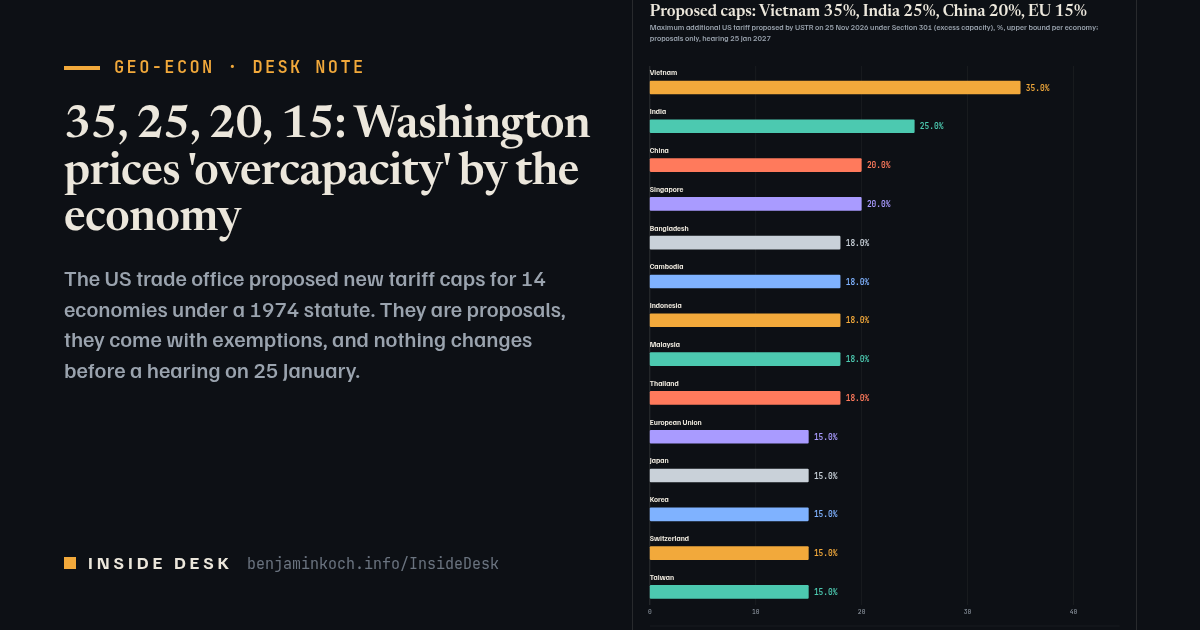 GEO-ECON · DESK NOTE
35, 25, 20, 15: Washington
prices 'overcapacity' by the
economy
The US trade office proposed new tariff caps for 14
economies under a 1974 statute. They are proposals,
they come with exemptions, and nothing changes
before a hearing on 25 January.
INSIDE DESK benjaminkoch.info/InsideDesk
Proposed caps: Vietnam 35%, India 25%, China 20%, EU 15%
Maximum additional US tariff proposed by USTR on 25 Nov 2026 under Section 301 (excess capacity), %, upper bound per economy;
proposals only, hearing 25 Jan 2027
Vietnam
35.0%
India
25.0%
China
20.0%
Singapore
20.0%
Bangladesh
18.0%
Cambodia
18.0%
Indonesia
18.0%
Malaysia
18.0%
Thailand
18.0%
European Union
15.0%
Japan
15.0%
Korea
15.0%
Switzerland
15.0%
Taiwan
15.0%
0 10 20 30 40